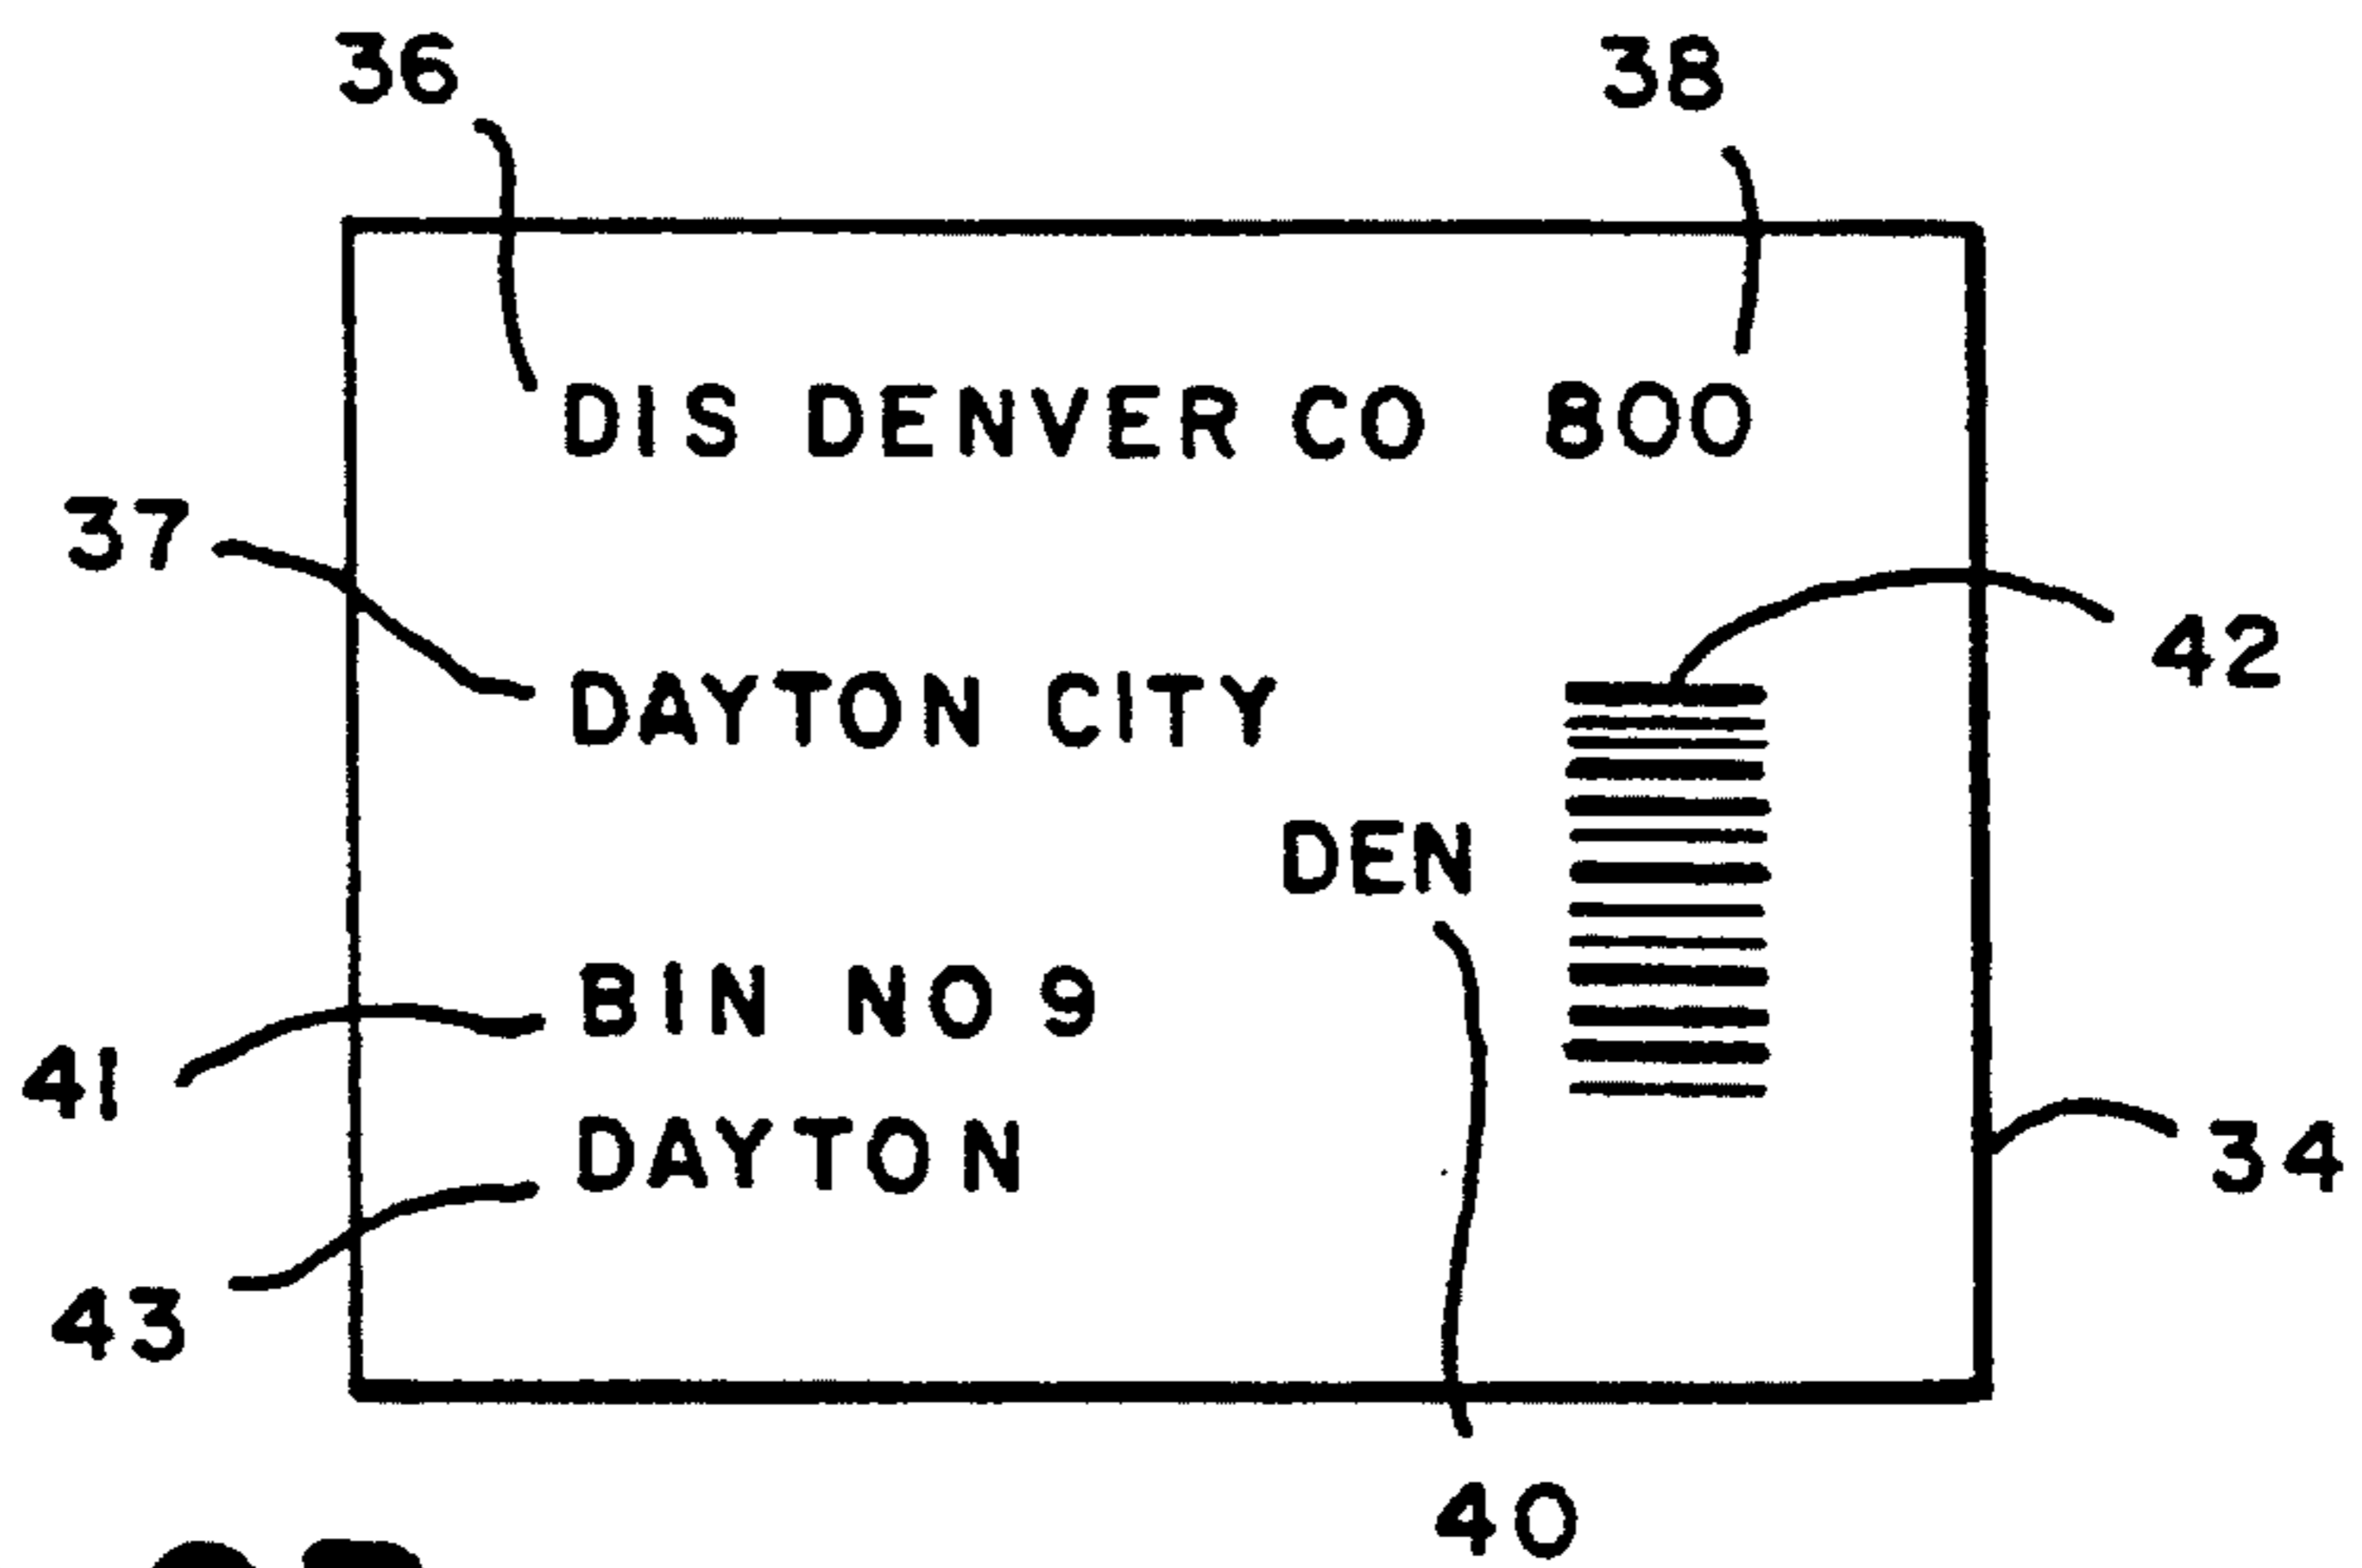 36 38
DIS DENVER CO 800
37
DAYTON CITY
42
DEN
BIN NO 9
41
DAYTON
34
43
40